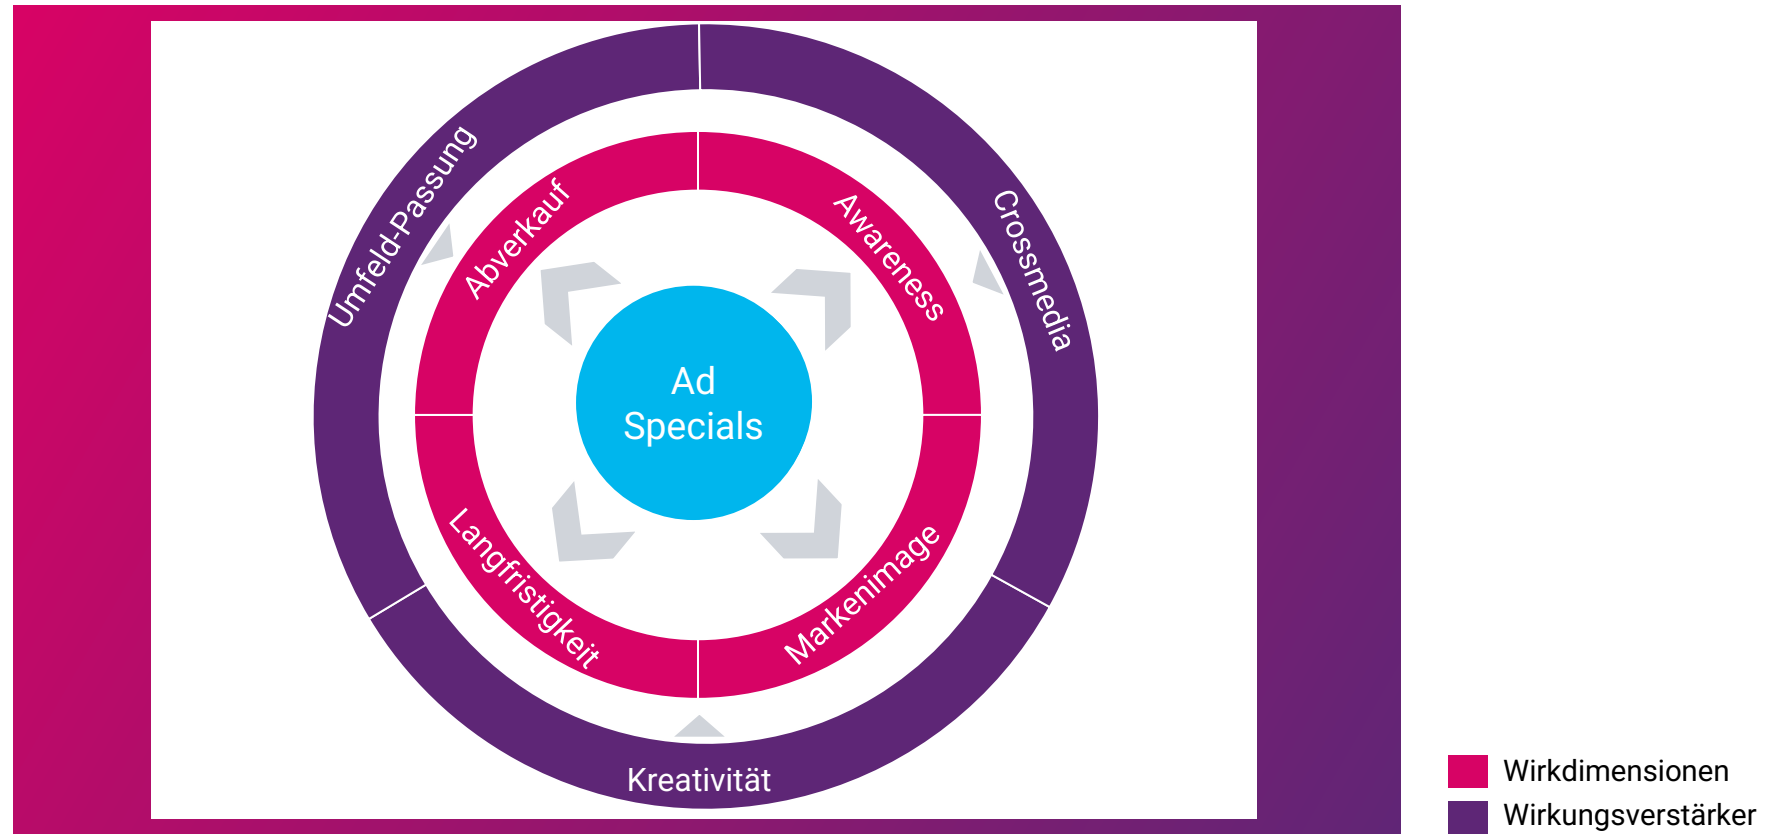 Umfeld-Passung
Crossmedia
Abverkauf
Awareness
Ad
Specials
Langfristigkeit
Markenimage
Kreativität
Wirkdimensionen
Wirkungsverstärker